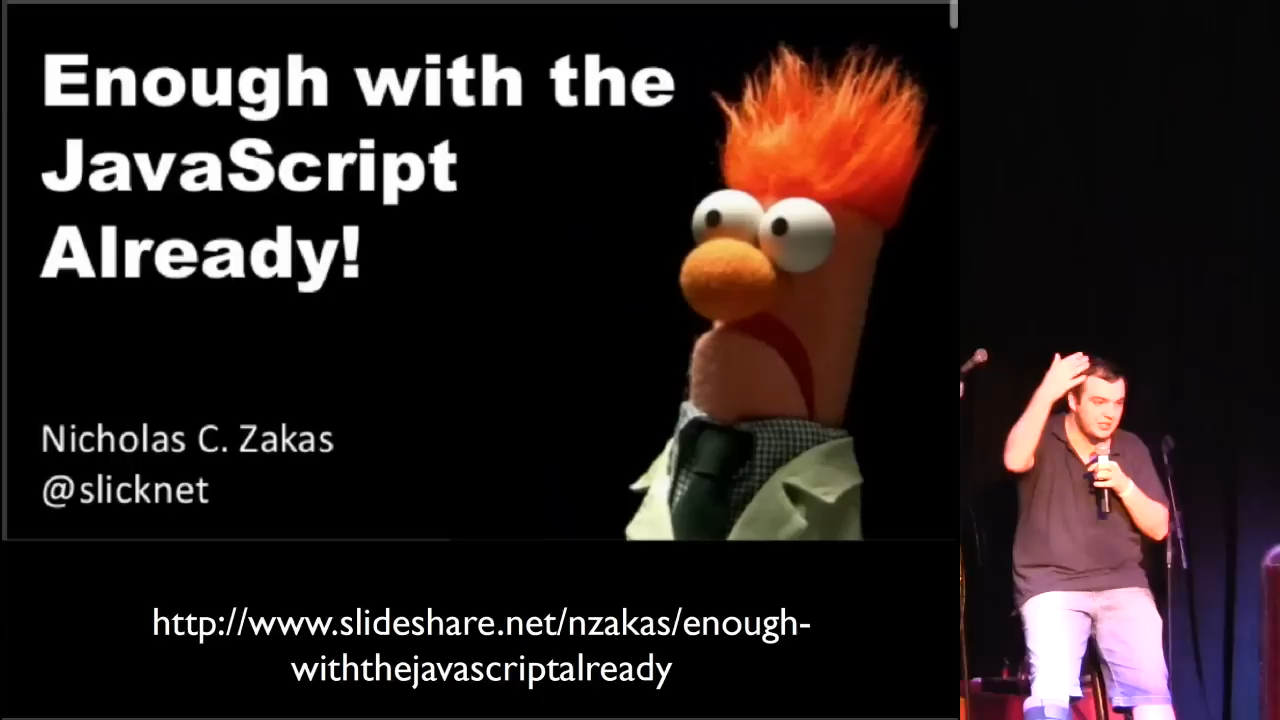 Enough with the
JavaScript
Already!
Nicholas C. Zakas
@slicknet
http://www.slideshare.net/nzakas/enough-
withthejavascriptalready